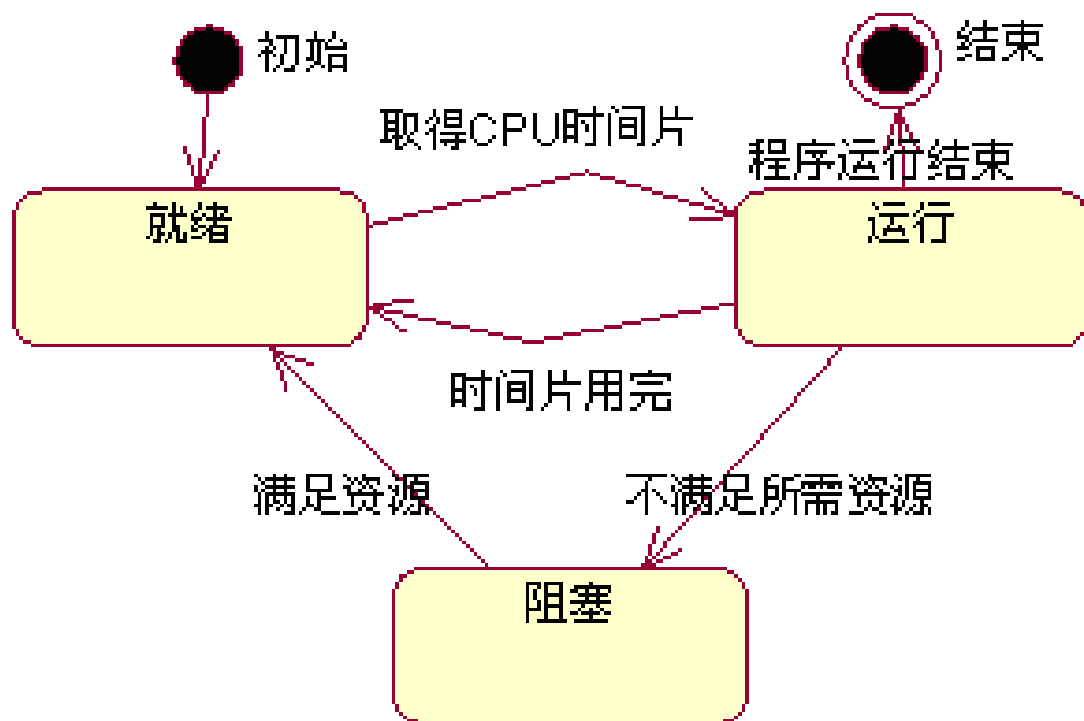 初始
结束
取得CPU时间片
程序运行结束
就绪
运行
时间片用完
满足资源
不满足所需资源
阻塞